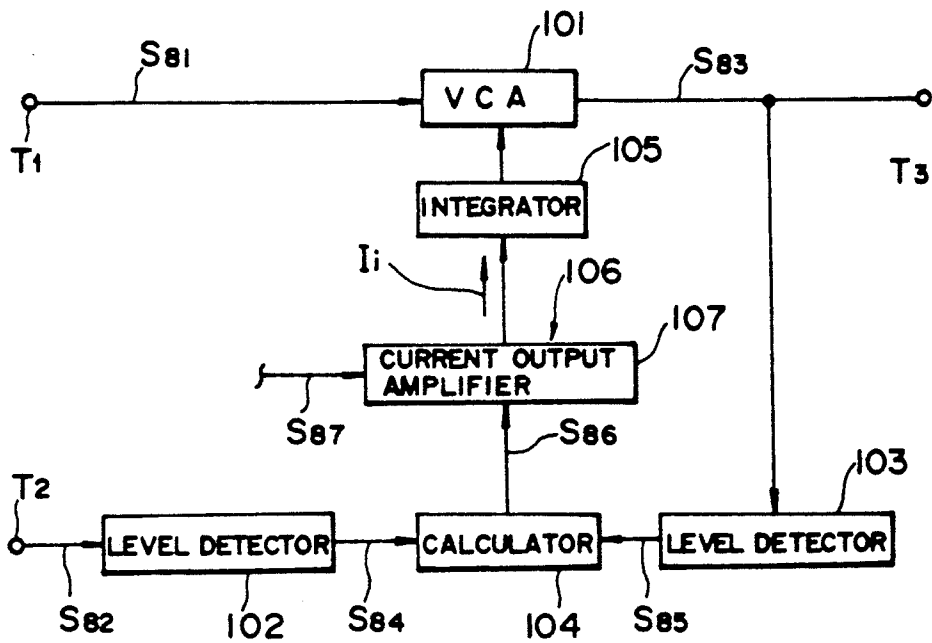 101
S81
VCA
S83
T1
105
T3
INTEGRATOR
Ii
106
107
CURRENT OUTPUT
AMPLIFIER
S87
S86
T2
103
LEVEL DETECTOR
CALCULATOR
LEVEL DETECTOR
S82
102
S84
104
S85